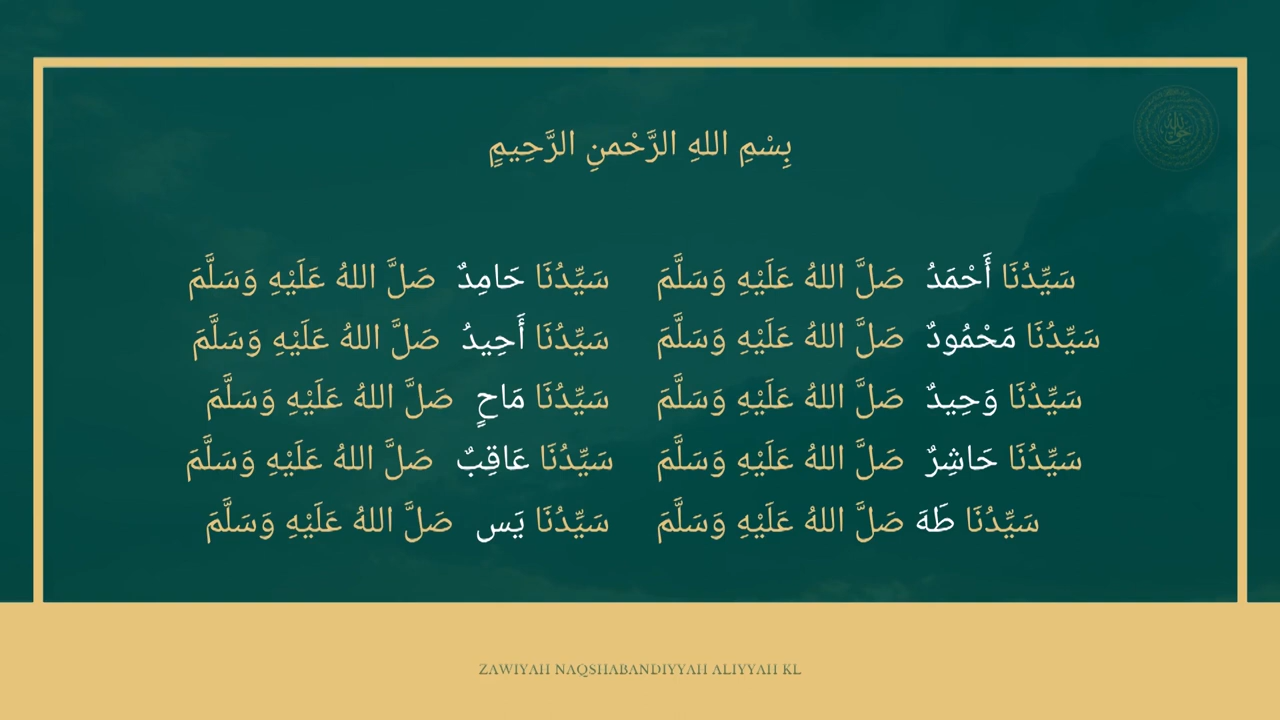 بِسْمِ اللهِ الرَّحْمنِ الرَّحِيمِ
سَيِّدُنَا أَحْمَدُ صَلَّ اللهُ عَلَيْهِ وَسَلَّمَ سَيِّدُنَا حَامِدٌ صَلَّ اللهُ عَلَيْهِ وَسَلَّمَ
سَيِّدُنَا مَحْمُودٌ صَلَّ اللهُ عَلَيْهِ وَسَلَّمَ سَيِّدُنَا أَحِيدُ صَلَّ اللهُ عَلَيْهِ وَسَلَّمَ
سَيِّدُنَا وَحِيدٌ صَلَّ اللهُ عَلَيْهِ وَسَلَّمَ سَيِّدُنَا مَاحٍ صَلَّ اللهُ عَلَيْهِ وَسَلَّمَ
سَيِّدُنَا حَاشِرٌ صَلَّ اللهُ عَلَيْهِ وَسَلَّمَ سَيِّدُنَا عَاقِبٌ صَلَّ اللهُ عَلَيْهِ وَسَلَّمَ
سَيِّدُنَا طَهَ صَلَّ اللهُ عَلَيْهِ وَسَلَّمَ سَيِّدُنَا يَس صَلَّ اللهُ عَلَيْهِ وَسَلَّمَ
ZAWIYAH NAQSHABANDIYYAH ALIYYAH KL